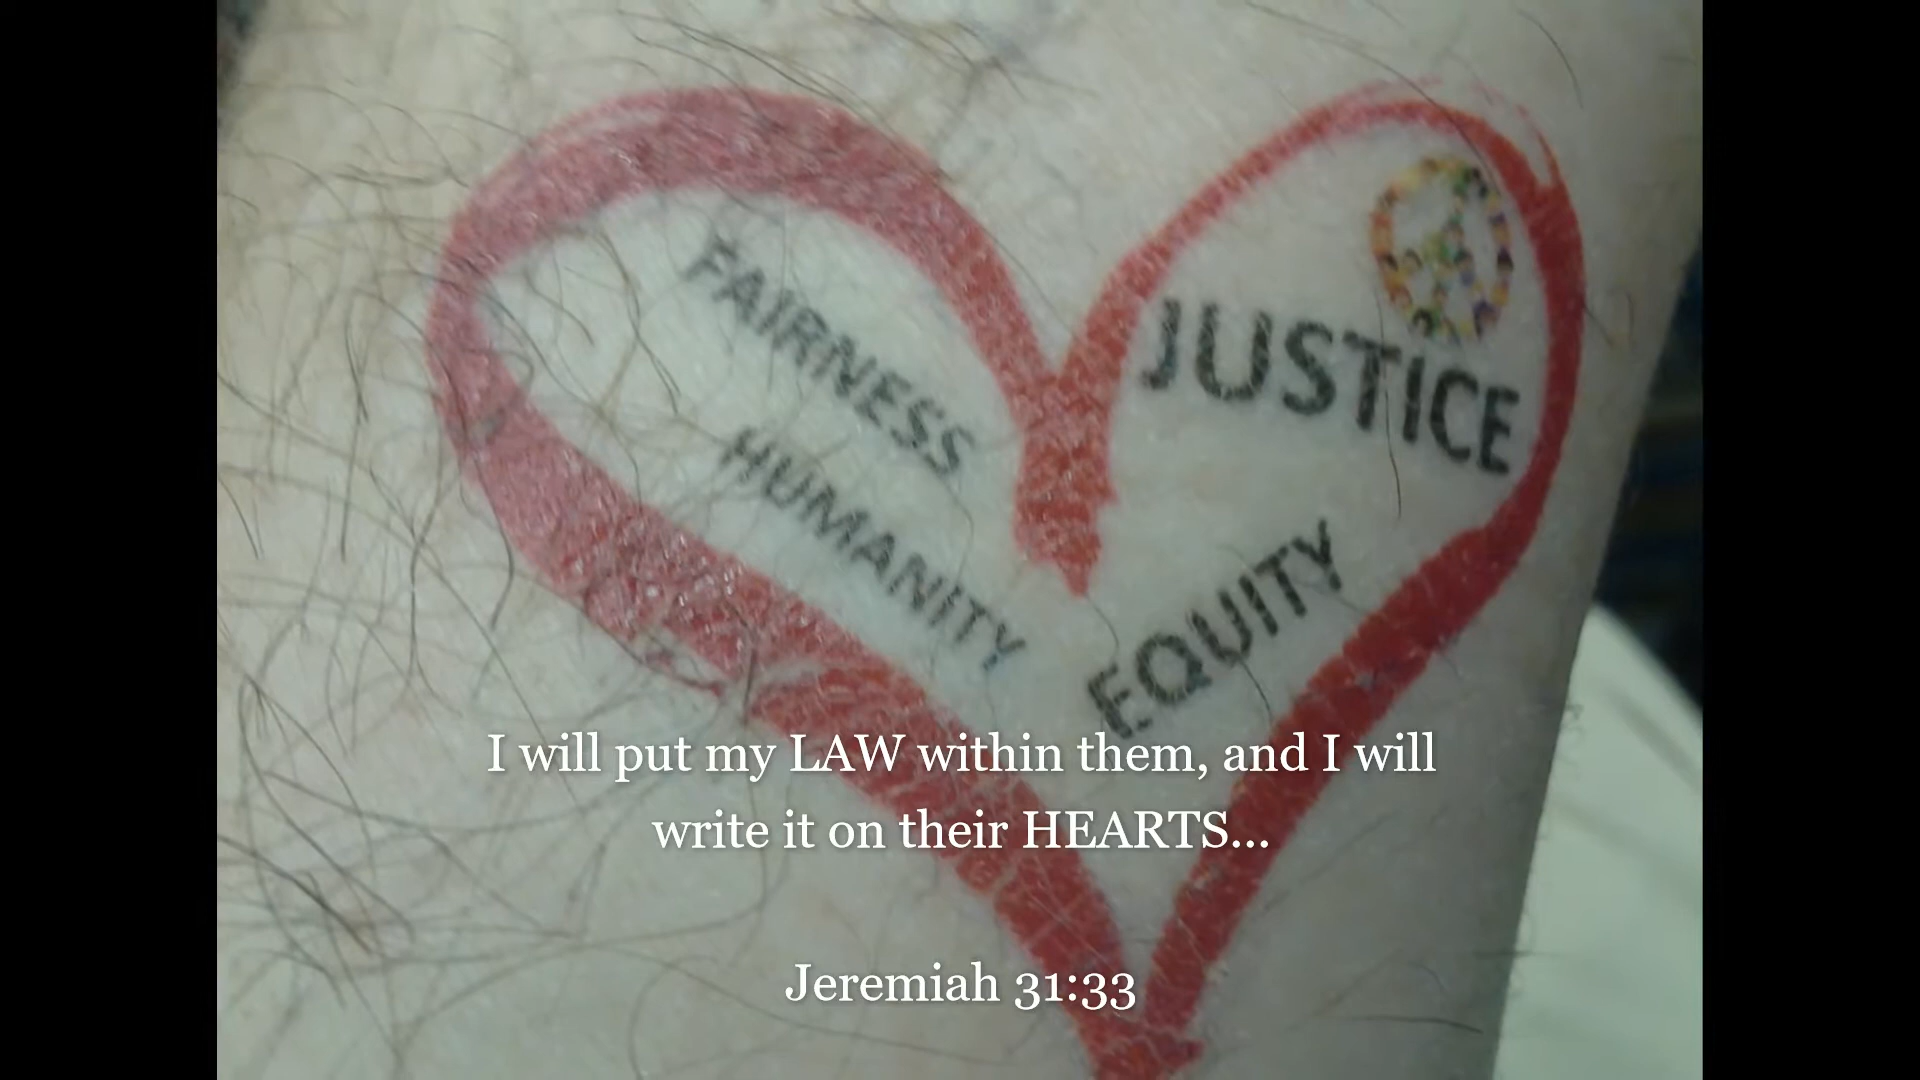 FAIRNESS
HUMANITY
JUSTICE
EQUITY
I will put my LAW within them, and I will
write it on their HEARTS...
Jeremiah 31:33